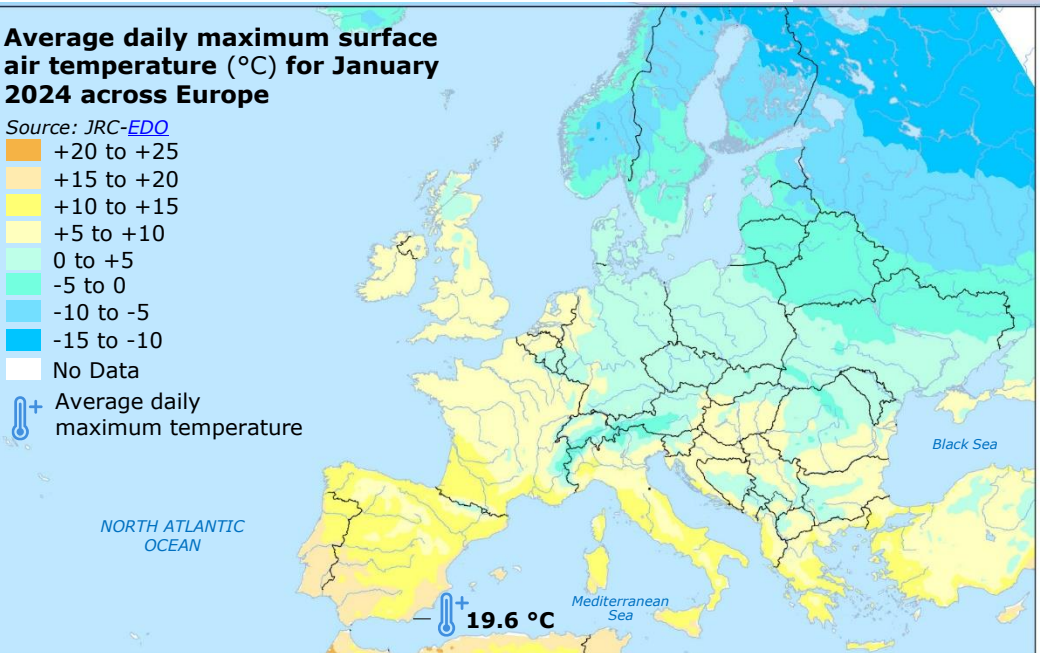 Average daily maximum surface
air temperature (°C) for January
2024 across Europe
Source: JRC-EDO
+20 to +25
+15 to +20
+10 to +15
+5 to +10
0 to +5
-5 to 0
-10 to -5
-15 to -10
No Data
+ Average daily
maximum temperature
Black Sea
NORTH ATLANTIC
OCEAN
Mediterranean
Sea
+
19.6 °C